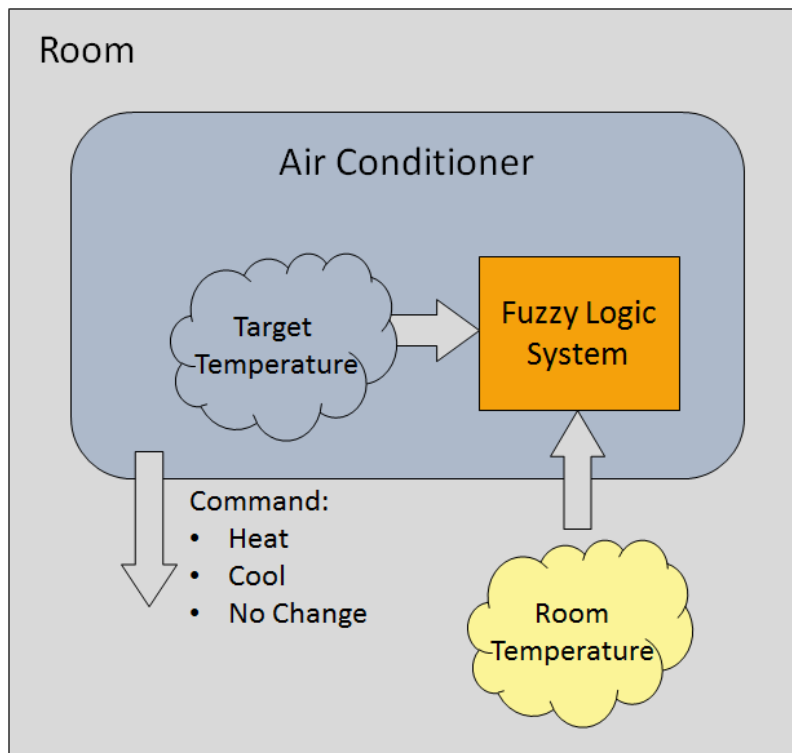 Room
Air Conditioner
Target
Temperature
Fuzzy Logic
System
Command:
• Heat
• Cool
• No Change
Room
Temperature